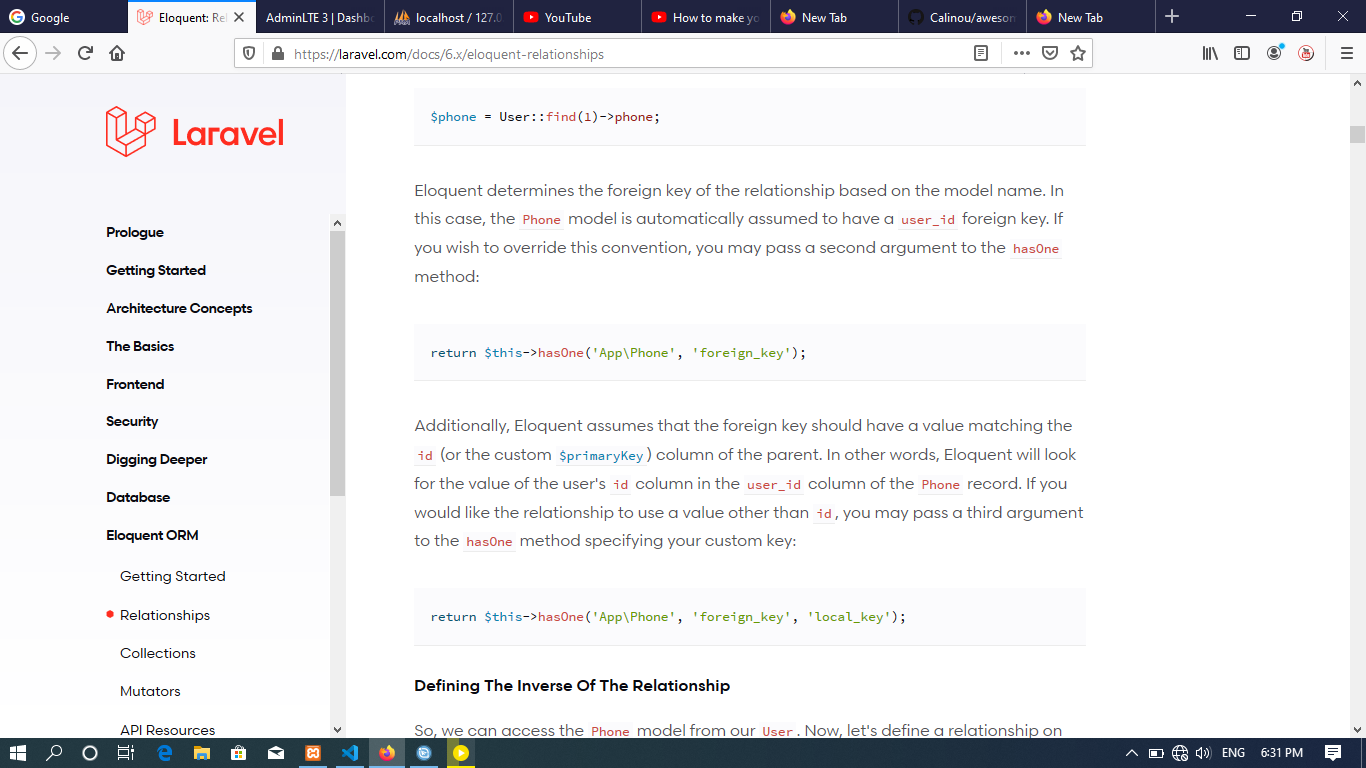 Google
Eloquent: Rel
AdminLTE 3 | Dashbo
localhost / 127.0
YouTube
How to make yo
New Tab
Calinou/awesom
New Tab
https://laravel.com/docs/6.x/eloquent-relationships
Laravel
Prologue
Getting Started
Architecture Concepts
The Basics
Frontend
Security
Digging Deeper
Database
Eloquent ORM
Getting Started
Relationships
Collections
Mutators
API Resources
$phone = User::find(1)->phone;
Eloquent determines the foreign key of the relationship based on the model name. In
this case, the Phone model is automatically assumed to have a user_id foreign key. If
you wish to override this convention, you may pass a second argument to the hasOne
method:
return $this->hasOne('App\Phone', 'foreign_key');
Additionally, Eloquent assumes that the foreign key should have a value matching the
id (or the custom $primaryKey) column of the parent. In other words, Eloquent will look
for the value of the user's id column in the user_id column of the Phone record. If you
would like the relationship to use a value other than id, you may pass a third argument
to the hasOne method specifying your custom key:
return $this->hasOne('App\Phone', 'foreign_key', 'local_key');
Defining The Inverse Of The Relationship
So, we can access the Phone model from our User. Now, let's define a relationship on
ENG
6:31 PM